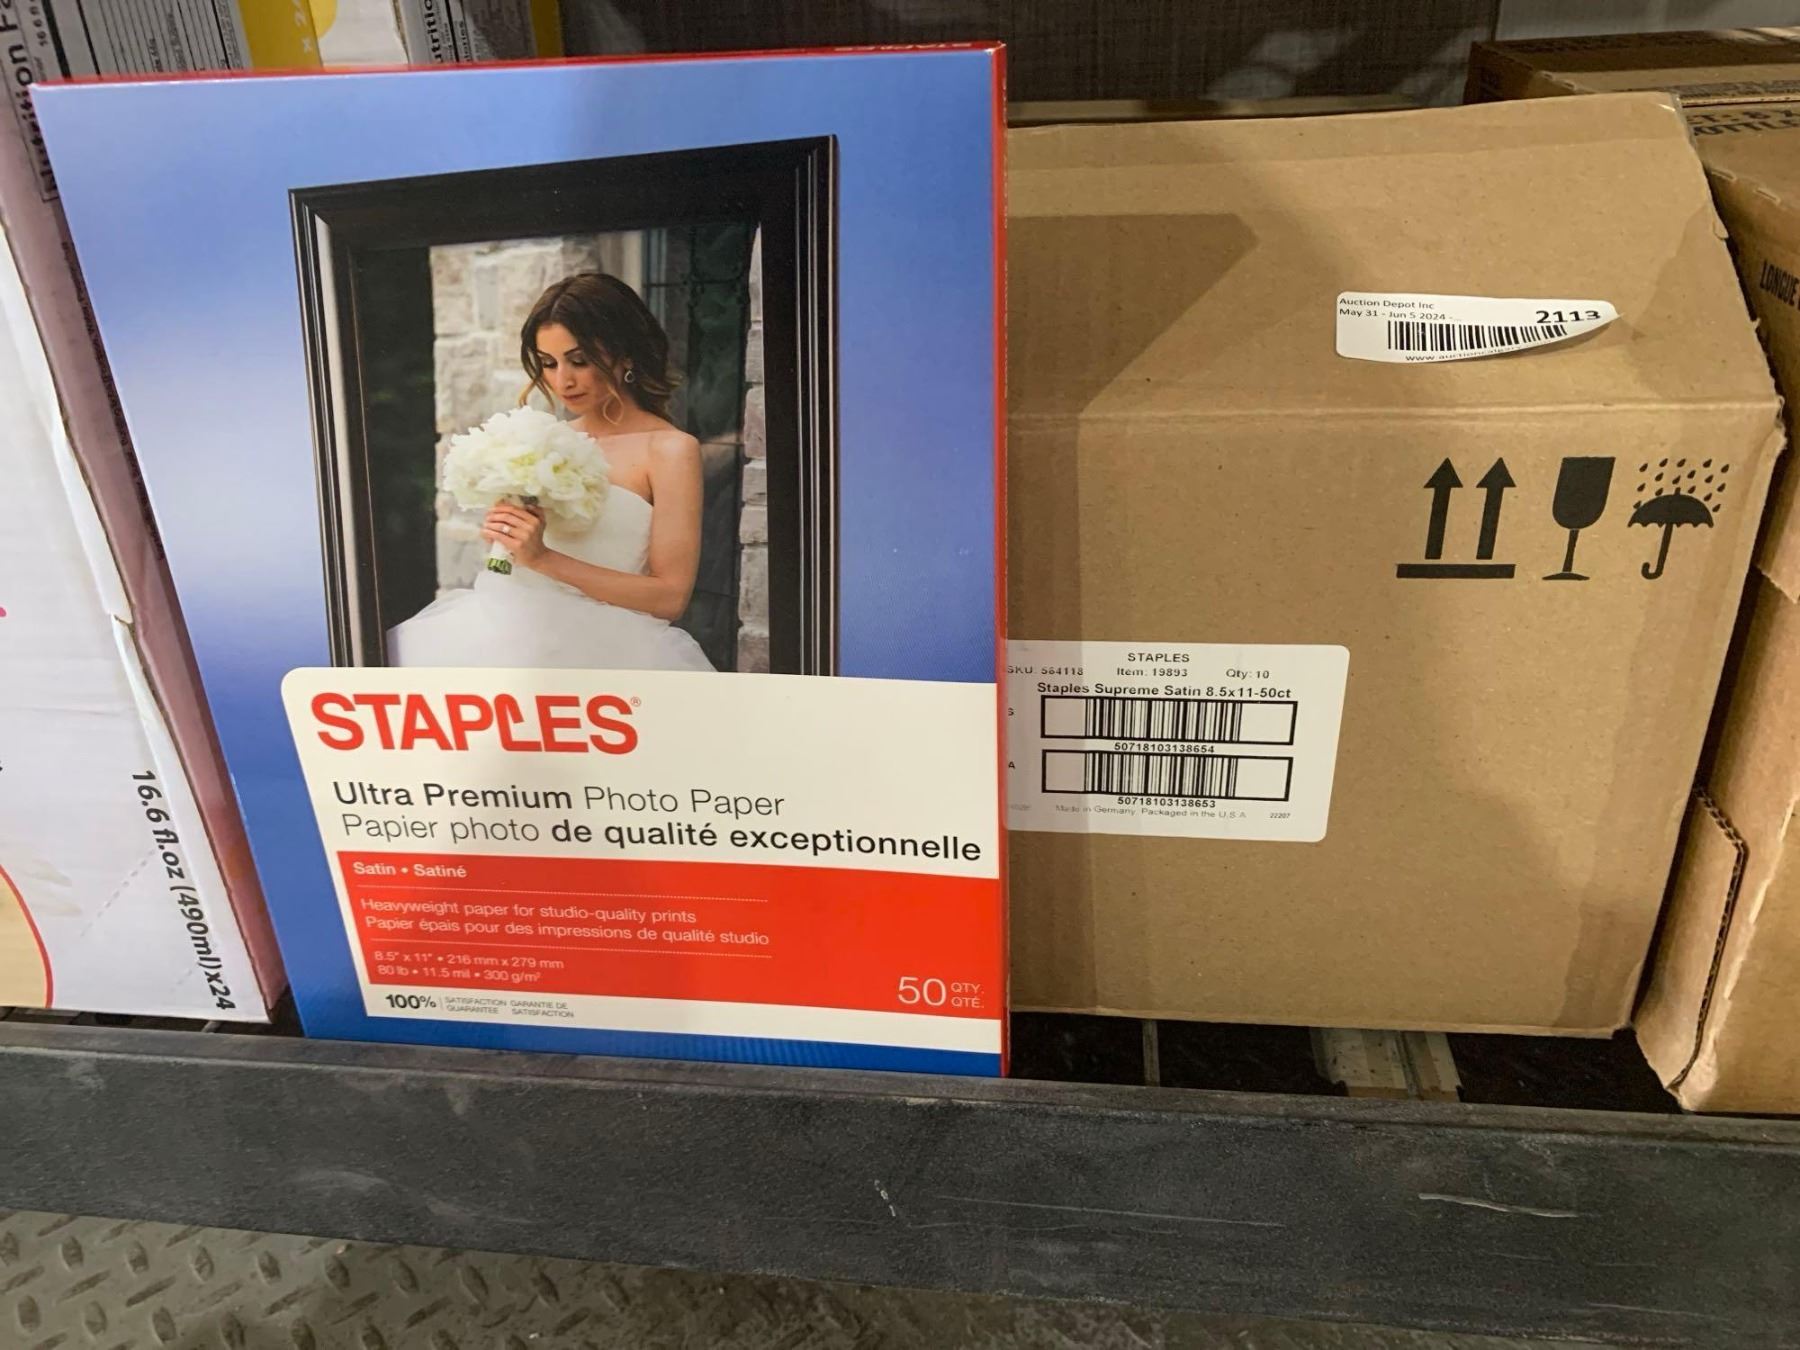 STAPLES
Ultra Premium Photo Paper
Papier photo de qualité exceptionnelle
Satin • Satiné
Heavyweight paper for studio-quality prints
Papier épais pour des impressions de qualité studio
8.5" x 11" • 216 mm x 279 mm
80 lb • 11.5 mil • 300 g/m²
50 QTY.
QTÉ.
100% SATISFACTION GARANTIE DE
GUARANTEE SATISFACTION
16.6 fl.oz (490ml)x24
Auction Depot Inc
May 31 - Jun 5 2024 - ...
2113
STAPLES
SKU: 564118 Item: 19893 Qty: 10
Staples Supreme Satin 8.5x11-50ct
50718103138654
50718103138653
Made in Germany, Packaged in the U.S.A
22207
LONGUE